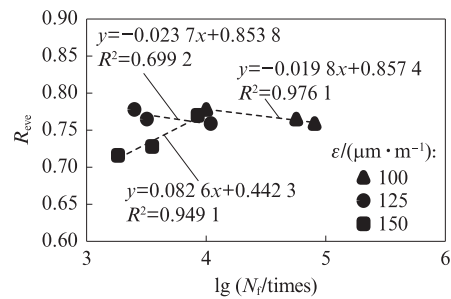 0.90
y=−0.023 7x+0.853 8
R²=0.699 2
0.85
y=−0.019 8x+0.857 4
R²=0.976 1
0.80
0.75
0.70
0.65
0.60
R_eve
ε/(μm · m⁻¹):
100
125
150
y=0.082 6x+0.442 3
R²=0.949 1
3 4 5 6
lg (N_f/times)